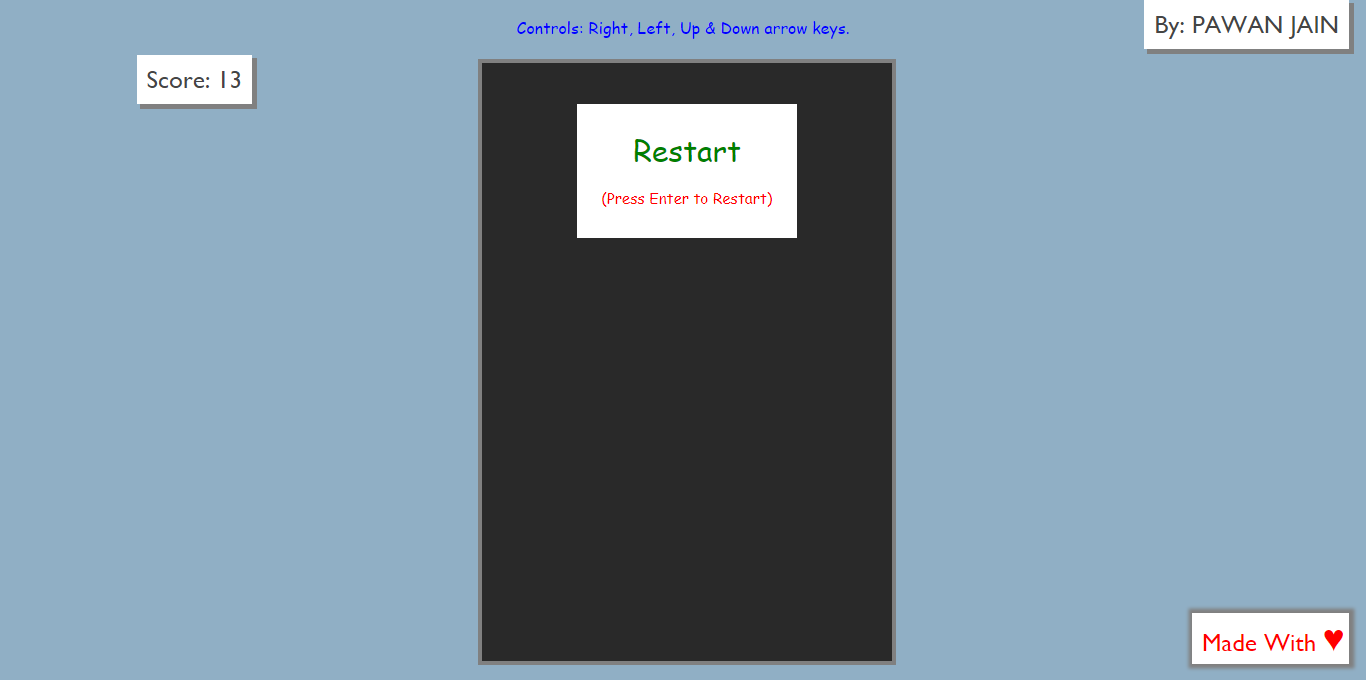 Controls: Right, Left, Up & Down arrow keys.
By: PAWAN JAIN
Score: 13
Restart
(Press Enter to Restart)
Made With ♥